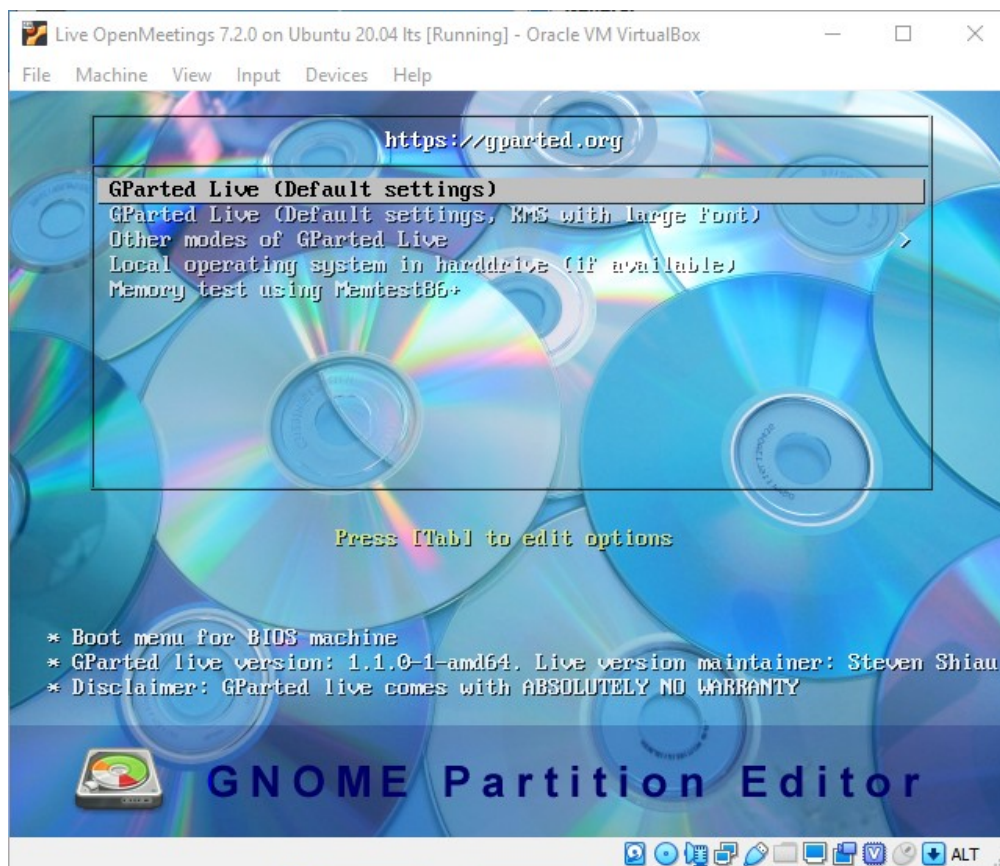 Live OpenMeetings 7.2.0 on Ubuntu 20.04 lts [Running] - Oracle VM VirtualBox
File Machine View Input Devices Help
https://gparted.org
GParted Live (Default settings)
GParted Live (Default settings, KMS with large font)
Other modes of GParted Live >
Local operating system in harddrive (if available)
Memory test using Memtest86+
Press [Tab] to edit options
* Boot menu for BIOS machine
* GParted live version: 1.1.0-1-amd64. Live version maintainer: Steven Shiau
* Disclaimer: GParted live comes with ABSOLUTELY NO WARRANTY
GNOME Partition Editor
ALT